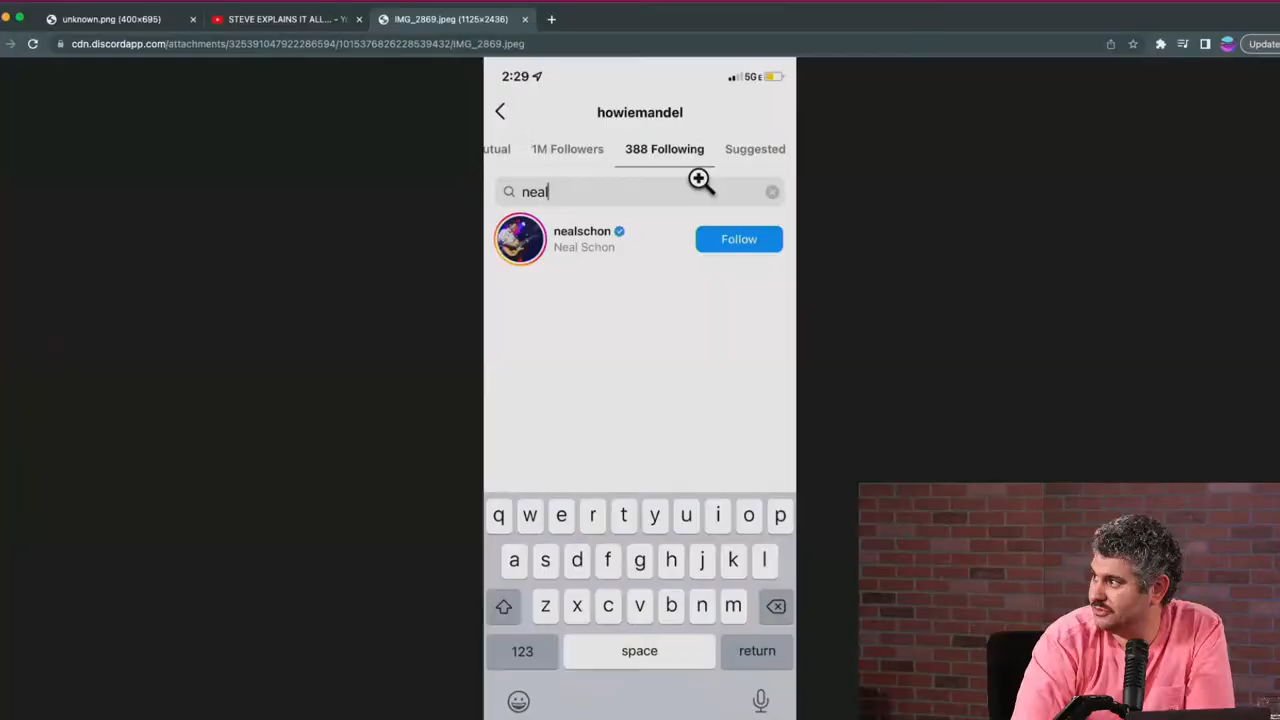 unknown.png (400×695)
STEVE EXPLAINS IT ALL... - Y
IMG_2869.jpeg (1125×2436)
cdn.discordapp.com/attachments/325391047922286594/1015376826228539432/IMG_2869.jpeg
Update
2:29
5GE
howiemandel
utual
1M Followers
388 Following
Suggested
neal
nealschon
Neal Schon
Follow
q w e r t y u i o p
a s d f g h j k l
z x c v b n m
123
space
return